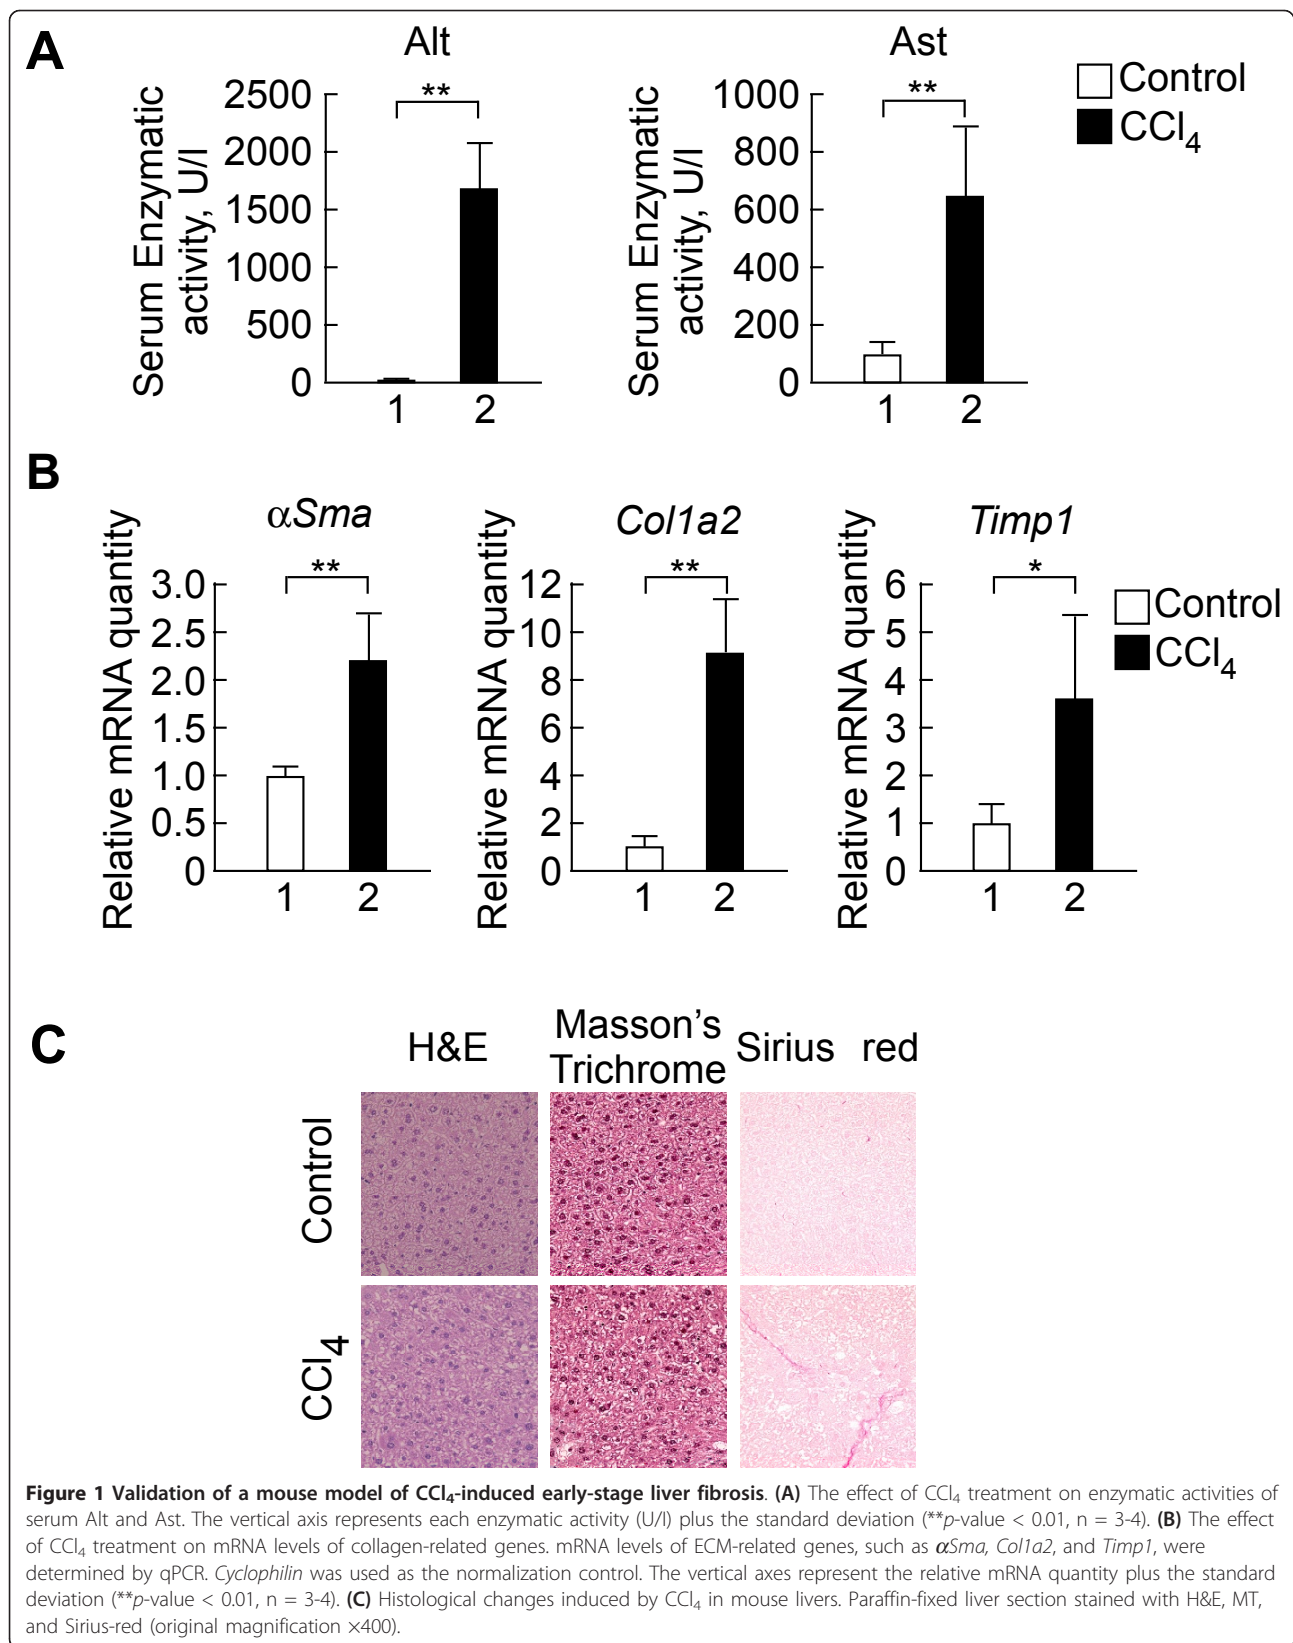 A
Alt
Ast
Control
CCl4
Serum Enzymatic
activity, U/l
2500
2000
1500
1000
500
0
**
1 2
Serum Enzymatic
activity, U/l
1000
800
600
400
200
0
**
1 2
B
αSma
Col1a2
Timp1
Control
CCl4
Relative mRNA quantity
3.0
2.5
2.0
1.5
1.0
0.5
0
**
1 2
Relative mRNA quantity
12
10
8
6
4
2
0
**
1 2
Relative mRNA quantity
6
5
4
3
2
1
0
*
1 2
C
H&E
Masson’s
Trichrome
Sirius red
Control
CCl4
Figure 1 Validation of a mouse model of CCl4-induced early-stage liver fibrosis. (A) The effect of CCl4 treatment on enzymatic activities of
serum Alt and Ast. The vertical axis represents each enzymatic activity (U/l) plus the standard deviation (**p-value < 0.01, n = 3-4). (B) The effect
of CCl4 treatment on mRNA levels of collagen-related genes. mRNA levels of ECM-related genes, such as αSma, Col1a2, and Timp1, were
determined by qPCR. Cyclophilin was used as the normalization control. The vertical axes represent the relative mRNA quantity plus the standard
deviation (**p-value < 0.01, n = 3-4). (C) Histological changes induced by CCl4 in mouse livers. Paraffin-fixed liver section stained with H&E, MT,
and Sirius-red (original magnification ×400).